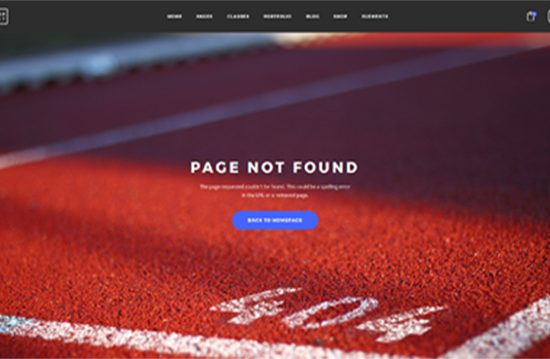 HOME PAGES CLASSES PORTFOLIO BLOG SHOP ELEMENTS
PAGE NOT FOUND
The page requested couldn't be found. This could be a spelling error
in the URL or a removed page.
BACK TO HOMEPAGE
404